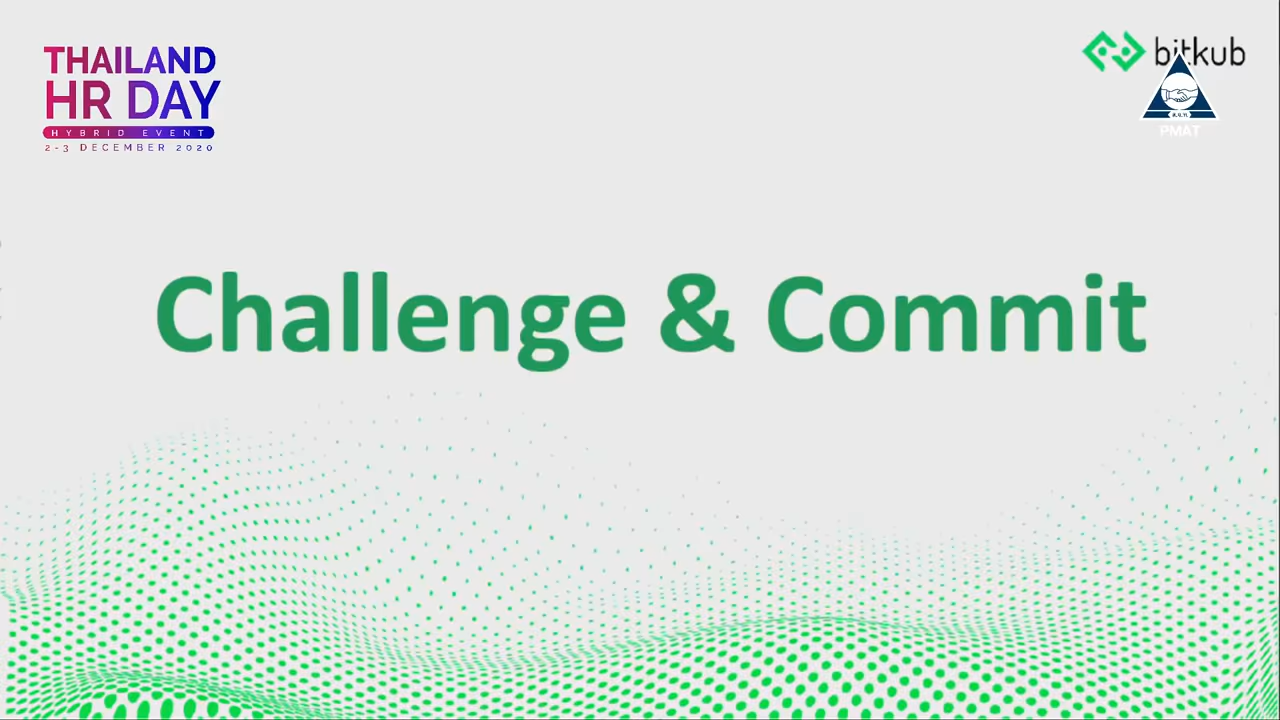 THAILAND
HR DAY
HYBRID EVENT
2-3 DECEMBER 2020
bitkub
PMAT
Challenge & Commit